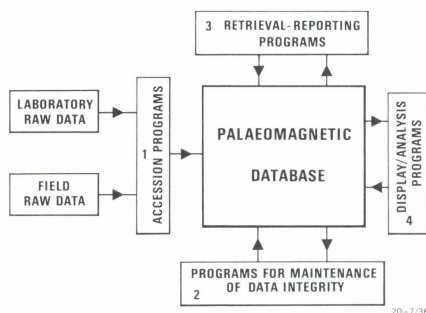 3 RETRIEVAL-REPORTING
PROGRAMS
LABORATORY
RAW DATA
FIELD
RAW DATA
1
ACCESSION PROGRAMS
PALAEOMAGNETIC
DATABASE
DISPLAY/ANALYSIS
PROGRAMS
4
PROGRAMS FOR MAINTENANCE
2 OF DATA INTEGRITY